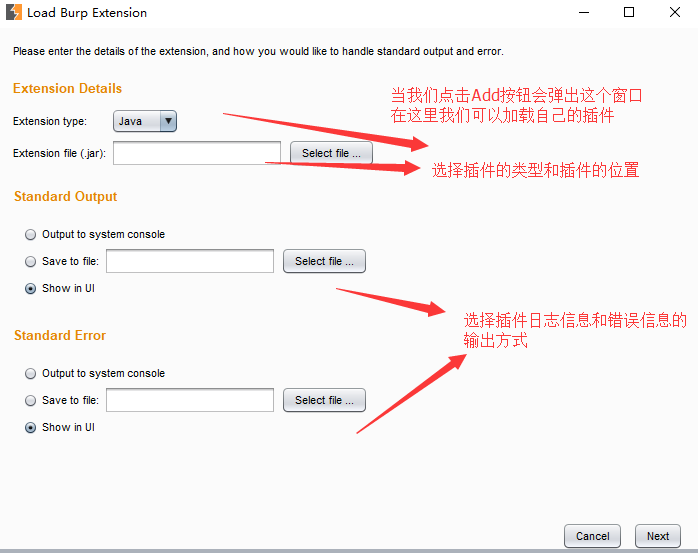 Load Burp Extension
Please enter the details of the extension, and how you would like to handle standard output and error.
Extension Details
当我们点击Add按钮会弹出这个窗口
在这里我们可以加载自己的插件
Extension type: Java
Extension file (.jar): Select file ...
选择插件的类型和插件的位置
Standard Output
Output to system console
Save to file: Select file ...
Show in UI
选择插件日志信息和错误信息的
输出方式
Standard Error
Output to system console
Save to file: Select file ...
Show in UI
Cancel Next